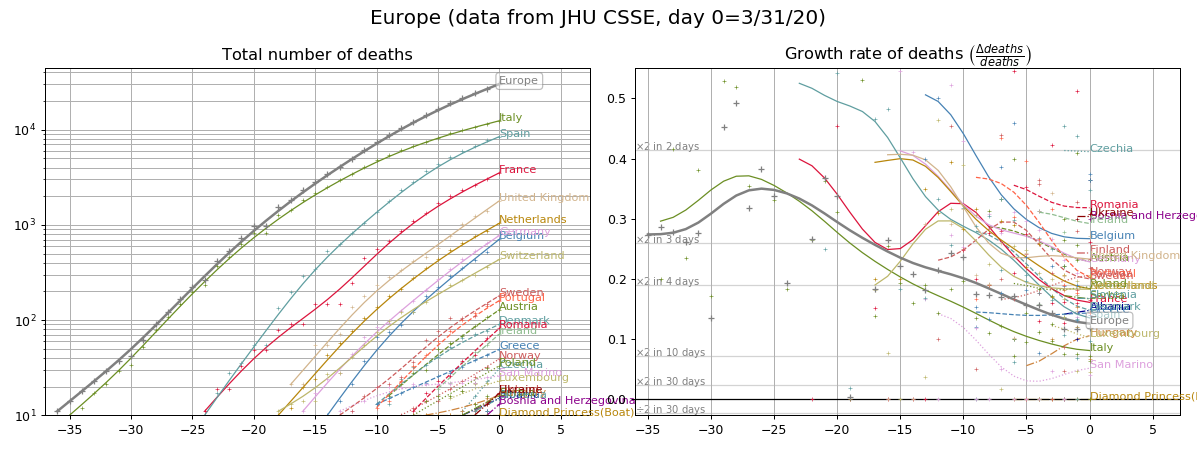 Europe (data from JHU CSSE, day 0=3/31/20)
Total number of deaths
10⁴
10³
10²
10¹
−35 −30 −25 −20 −15 −10 −5 0 5
Europe
Italy
Spain
France
United Kingdom
Netherlands
Germany
Belgium
Switzerland
Sweden
Portugal
Austria
Denmark
Romania
Ireland
Greece
Norway
Poland
Czechia
San Marino
Luxembourg
Ukraine
Bosnia and Herzegovina
Diamond Princess(Boat)
Growth rate of deaths (Δdeaths/deaths)
0.5
0.4
0.3
0.2
0.1
0.0
×2 in 2 days
×2 in 3 days
×2 in 4 days
×2 in 10 days
×2 in 30 days
÷2 in 30 days
−35 −30 −25 −20 −15 −10 −5 0 5
Czechia
Romania
Ukraine
Bosnia and Herzeg
Ireland
Belgium
Finland
United Kingdom
Norway
Sweden
Poland
Netherlands
Slovenia
France
Albania
Europe
Hungary
Luxembourg
Italy
San Marino
Diamond Princess(